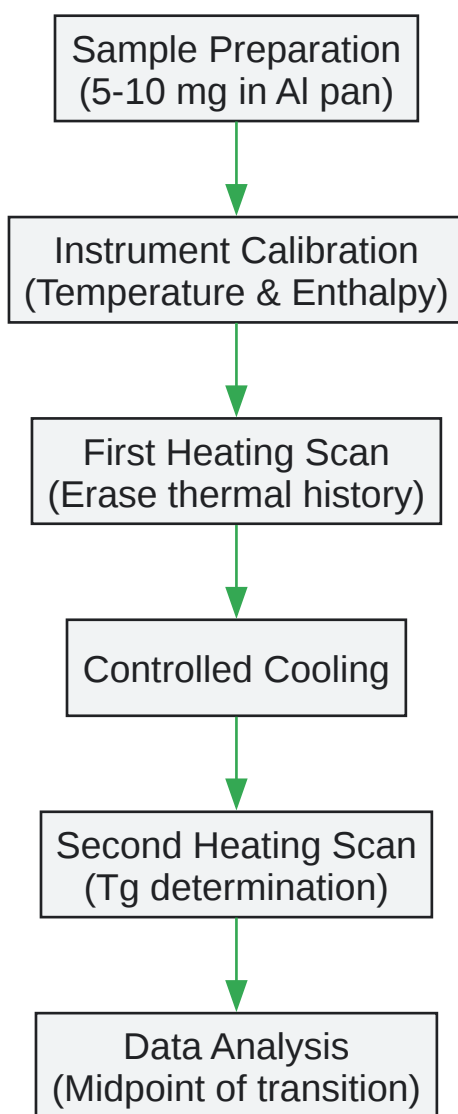 Sample Preparation
(5-10 mg in Al pan)
Instrument Calibration
(Temperature & Enthalpy)
First Heating Scan
(Erase thermal history)
Controlled Cooling
Second Heating Scan
(Tg determination)
Data Analysis
(Midpoint of transition)